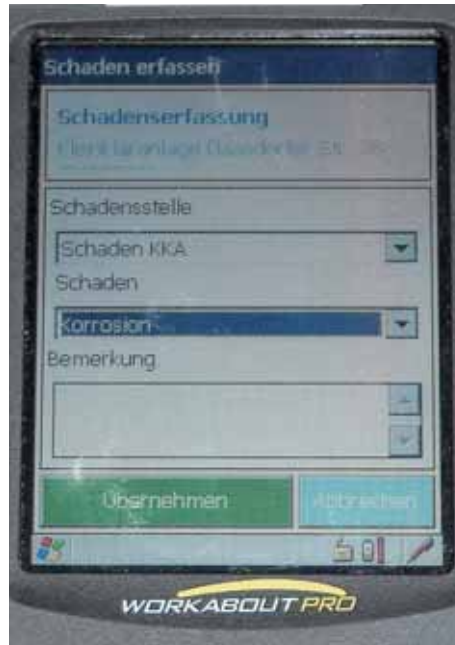 Schaden erfassen
Schadenserfassung
Schadensstelle
Schaden KKA
Schaden
Korrosion
Bemerkung
Übernehmen
Abbrechen
WORKABOUT PRO